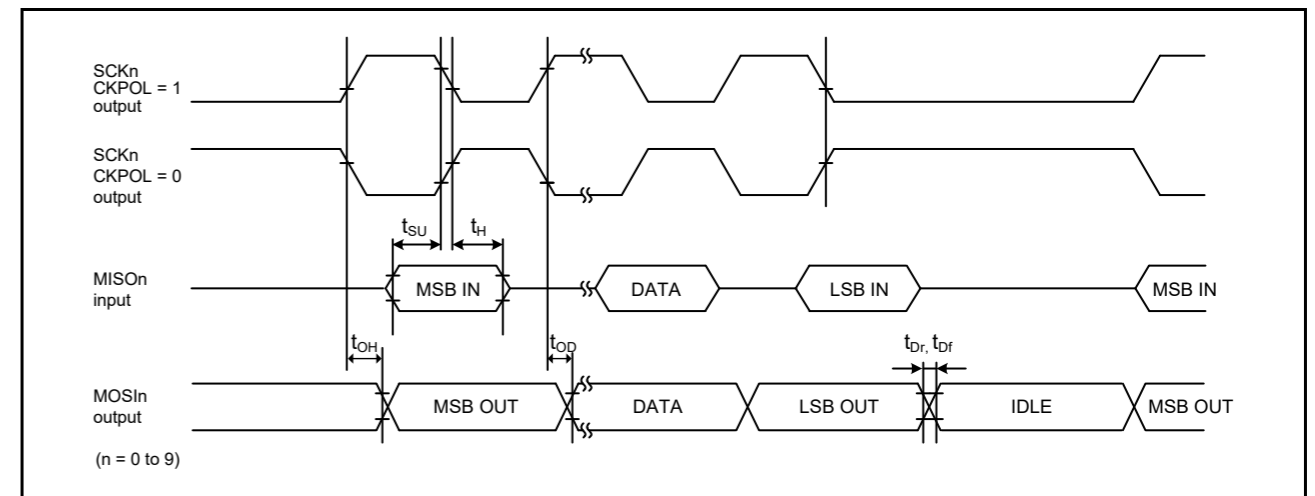 SCKn
CKPOL = 1
output
SCKn
CKPOL = 0
output
tSU tH
MISOn
input
MSB IN DATA LSB IN MSB IN
tOH tOD tDr, tDf
MOSIn
output
MSB OUT DATA LSB OUT IDLE MSB OUT
(n = 0 to 9)